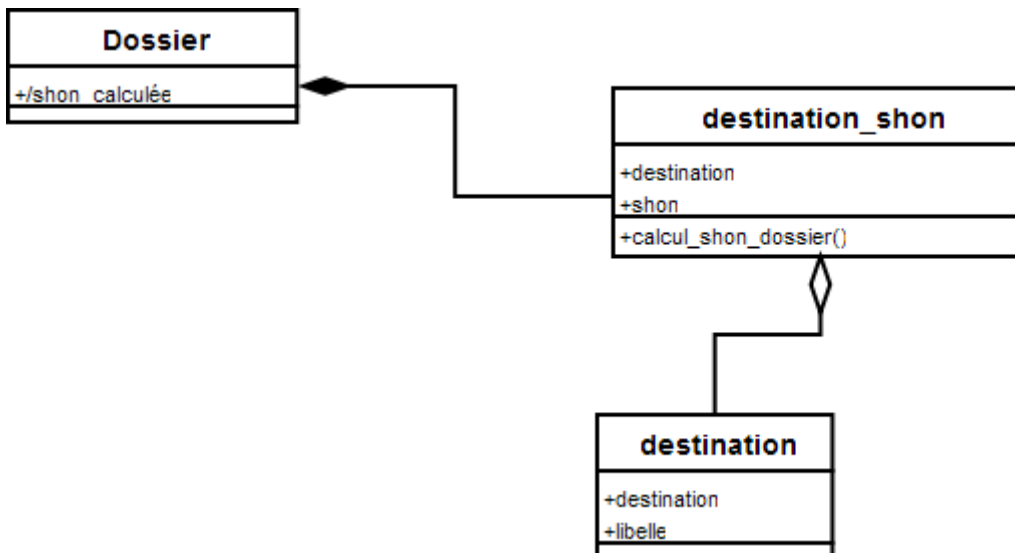 Dossier
+/shon_calculée
destination_shon
+destination
+shon
+calcul_shon_dossier()
destination
+destination
+libelle